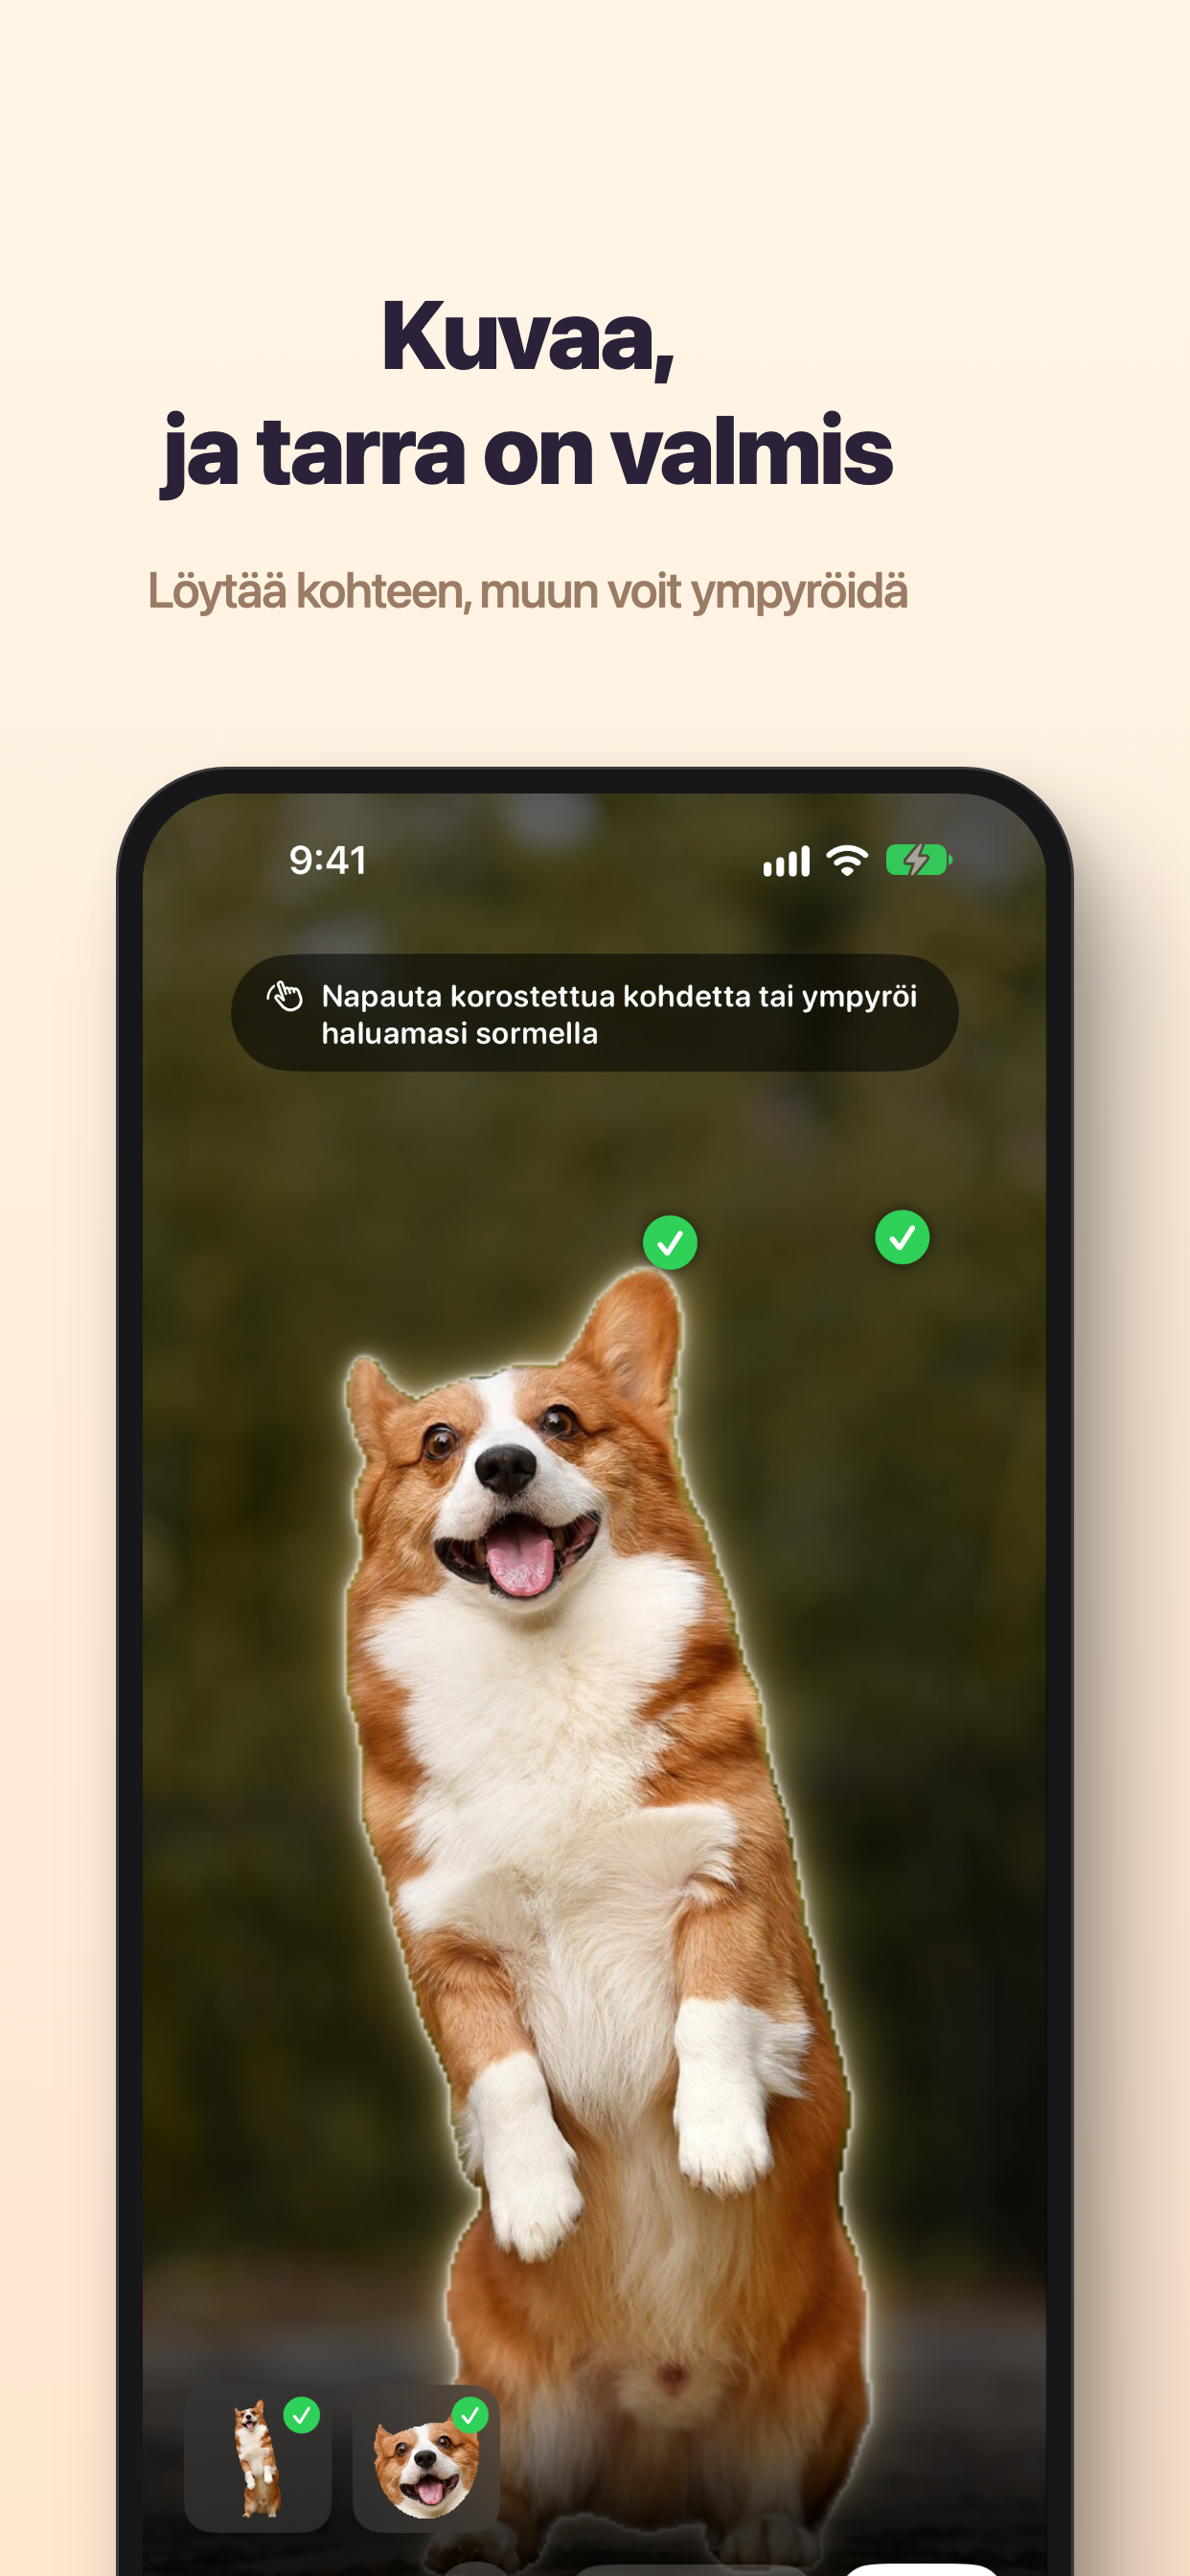 Kuvaa,
ja tarra on valmis
Löytää kohteen, muun voit ympyröidä
9:41
Napauta korostettua kohdetta tai ympyröi
haluamasi sormella